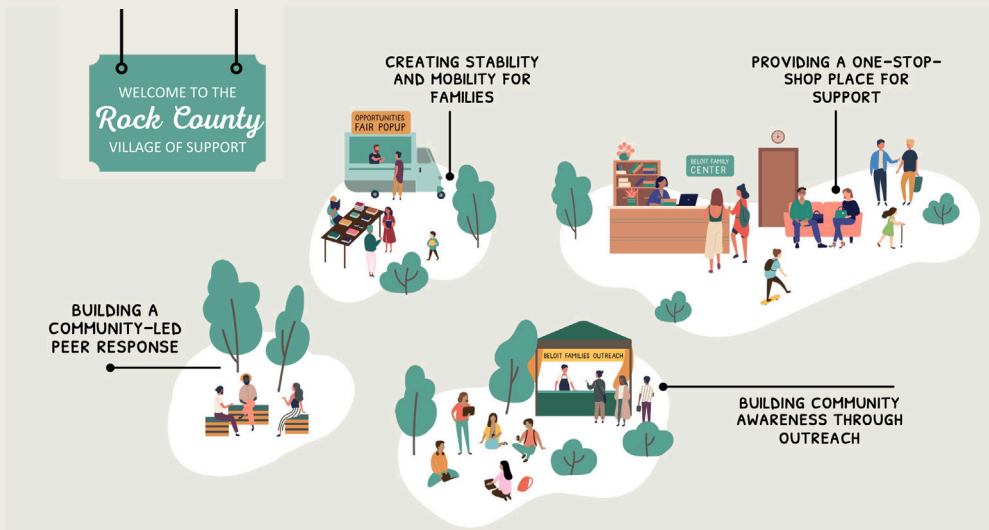 WELCOME TO THE
Rock County
VILLAGE OF SUPPORT
CREATING STABILITY
AND MOBILITY FOR
FAMILIES
OPPORTUNITIES
FAIR POPUP
PROVIDING A ONE-STOP-
SHOP PLACE FOR
SUPPORT
BELOIT FAMILY
CENTER
BUILDING A
COMMUNITY-LED
PEER RESPONSE
BELOIT FAMILIES OUTREACH
BUILDING COMMUNITY
AWARENESS THROUGH
OUTREACH